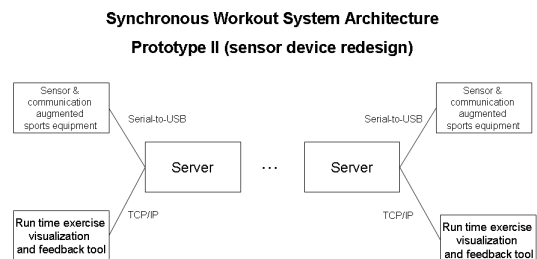 Synchronous Workout System Architecture
Prototype II (sensor device redesign)
Sensor &
communication
augmented
sports equipment
Serial-to-USB
Serial-to-USB
Sensor &
communication
augmented
sports equipment
Server
...
Server
TCP/IP
TCP/IP
Run time exercise
visualization
and feedback tool
Run time exercise
visualization
and feedback tool